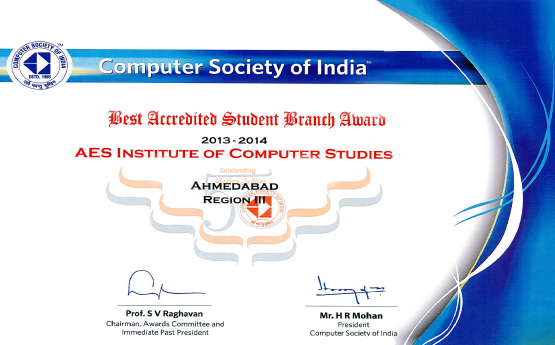 COMPUTER SOCIETY OF INDIA
ESTD. 1965
Computer Society of India™
Best Accredited Student Branch Award
2013-2014
AES INSTITUTE OF COMPUTER STUDIES
Celebrating
AHMEDABAD
REGION III
Prof. S V Raghavan
Chairman, Awards Committee and
Immediate Past President
Mr. H R Mohan
President
Computer Society of India